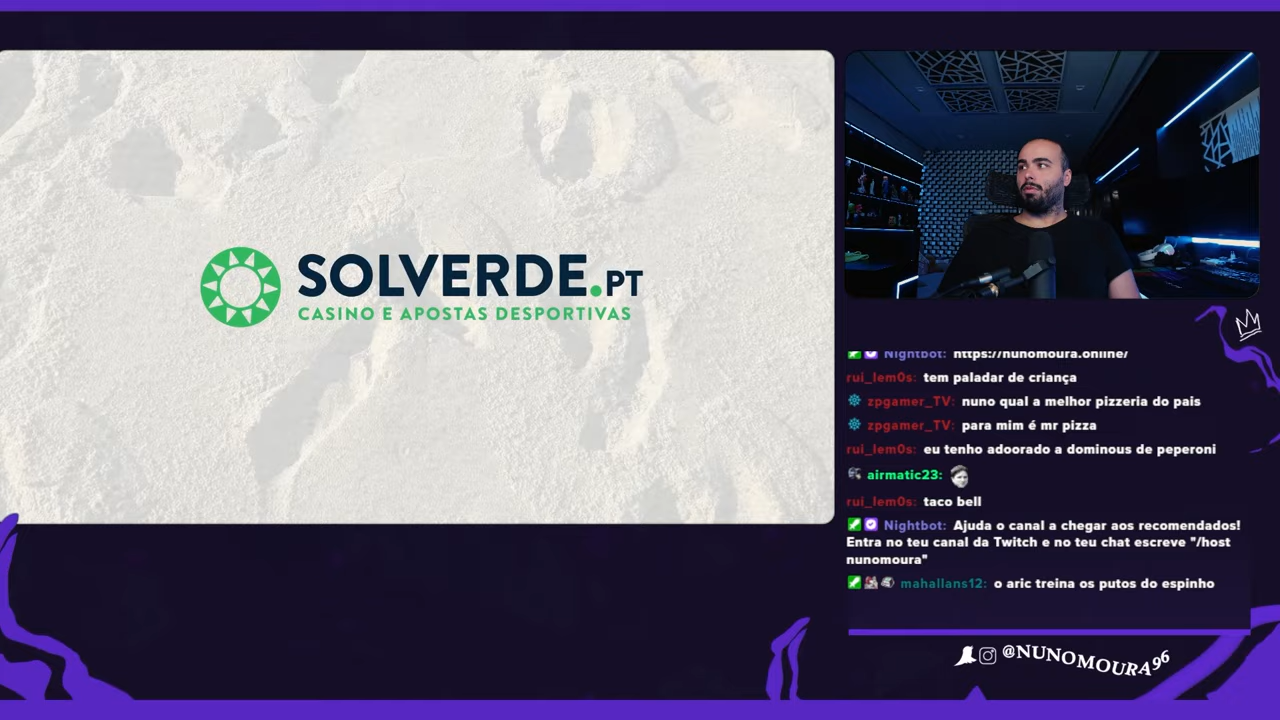 SOLVERDE.PT
CASINO E APOSTAS DESPORTIVAS
Nightbot: https://nunomoura.online/
rui_lem0s: tem paladar de criança
zpgamer_TV: nuno qual a melhor pizzeria do pais
zpgamer_TV: para mim é mr pizza
rui_lem0s: eu tenho adoorado a dominous de peperoni
airmatic23:
rui_lem0s: taco bell
Nightbot: Ajuda o canal a chegar aos recomendados!
Entra no teu canal da Twitch e no teu chat escreve "/host
nunomoura"
mahallans12: o aric treina os putos do espinho
@NUNOMOURA96